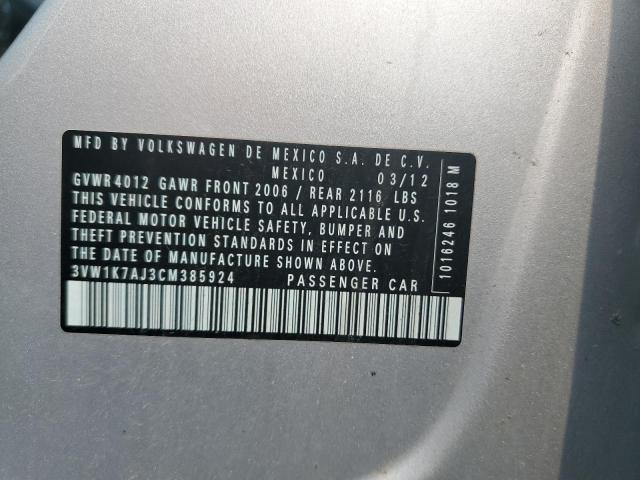 MFD BY VOLKSWAGEN DE MEXICO S.A. DE C.V.
MEXICO 03/12
GVWR 4012 GAWR FRONT 2006 / REAR 2116 LBS
THIS VEHICLE CONFORMS TO ALL APPLICABLE U.S.
FEDERAL MOTOR VEHICLE SAFETY, BUMPER AND
THEFT PREVENTION STANDARDS IN EFFECT ON
THE DATE OF MANUFACTURE SHOWN ABOVE.
3VW1K7AJ3CM385924 PASSENGER CAR
1016246 1018 M